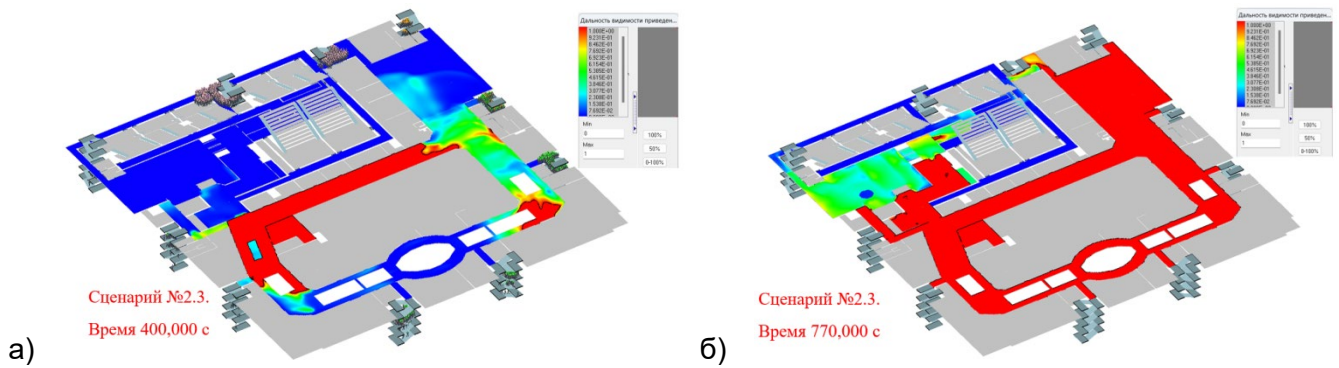 Дальность видимости приведен...
1.000E+00
9.231E-01
8.462E-01
7.692E-01
6.923E-01
6.154E-01
5.385E-01
4.615E-01
3.846E-01
3.077E-01
2.308E-01
1.538E-01
7.692E-02
Min
0
Max
1
100%
50%
0-100%
Сценарий №2.3.
Время 400,000 с
а)
Дальность видимости приведен...
1.000E+00
9.231E-01
8.462E-01
7.692E-01
6.923E-01
6.154E-01
5.385E-01
4.615E-01
3.846E-01
3.077E-01
2.308E-01
1.538E-01
7.692E-02
Min
0
Max
1
100%
50%
0-100%
Сценарий №2.3.
Время 770,000 с
б)